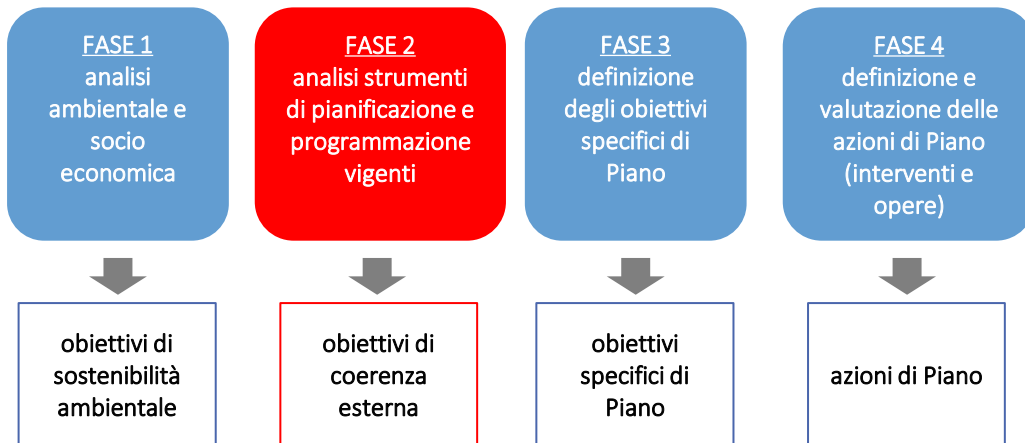 FASE 1
analisi
ambientale e
socio
economica
FASE 2
analisi strumenti
di pianificazione e
programmazione
vigenti
FASE 3
definizione
degli obiettivi
specifici di
Piano
FASE 4
definizione e
valutazione delle
azioni di Piano
(interventi e
opere)
obiettivi di
sostenibilità
ambientale
obiettivi di
coerenza
esterna
obiettivi
specifici di
Piano
azioni di Piano